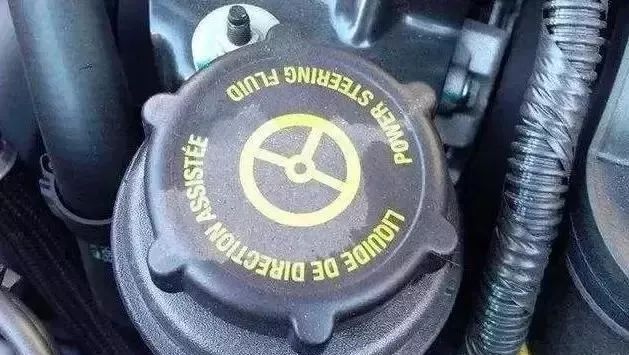 POWER STEERING FLUID
LIQUIDE DE DIRECTION ASSISTÉE